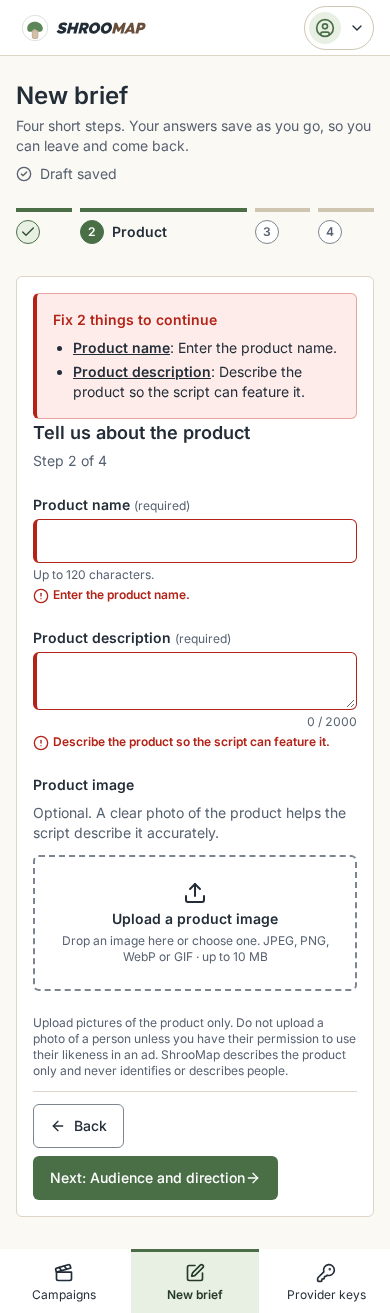 SHROOMAP
New brief
Four short steps. Your answers save as you go, so you
can leave and come back.
Draft saved
2 Product 3 4
Fix 2 things to continue
• Product name: Enter the product name.
• Product description: Describe the
product so the script can feature it.
Tell us about the product
Step 2 of 4
Product name (required)
Up to 120 characters.
Enter the product name.
Product description (required)
0 / 2000
Describe the product so the script can feature it.
Product image
Optional. A clear photo of the product helps the
script describe it accurately.
Upload a product image
Drop an image here or choose one. JPEG, PNG,
WebP or GIF · up to 10 MB
Upload pictures of the product only. Do not upload a
photo of a person unless you have their permission to use
their likeness in an ad. ShrooMap describes the product
only and never identifies or describes people.
Back
Next: Audience and direction
Campaigns New brief Provider keys